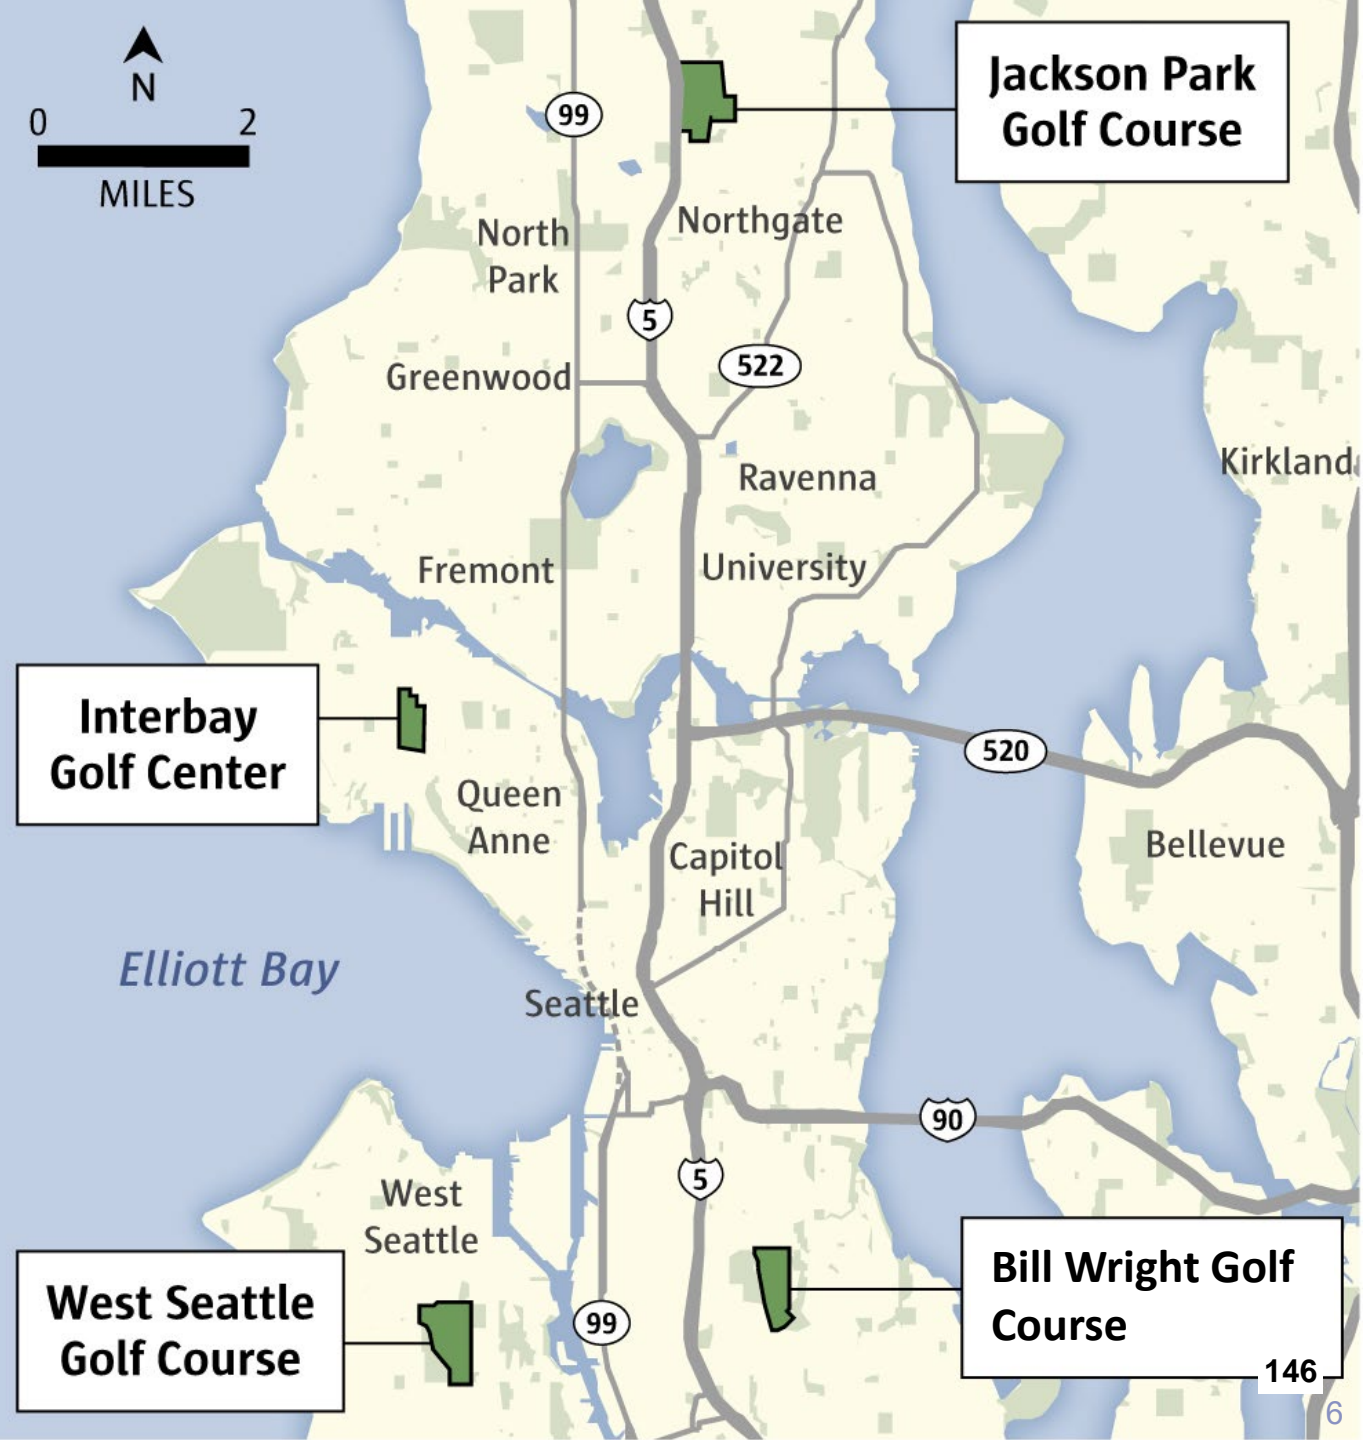 N
0 2
MILES
99
Jackson Park
Golf Course
North
Park
Northgate
5
522
Greenwood
Kirkland
Ravenna
Fremont
University
Interbay
Golf Center
520
Queen
Anne
Capitol
Hill
Bellevue
Elliott Bay
Seattle
90
5
West
Seattle
West Seattle
Golf Course
99
Bill Wright Golf
Course
146
6